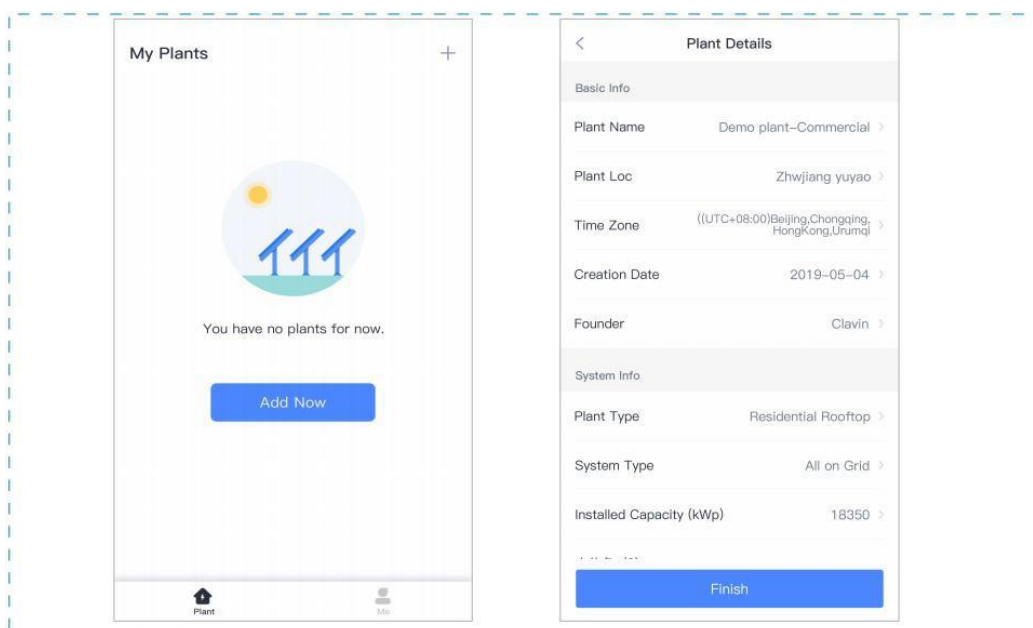 My Plants
You have no plants for now.
Add Now
Plant
Me
Plant Details
Basic Info
Plant Name Demo plant-Commercial
Plant Loc Zhwjiang yuyao
Time Zone ((UTC+08:00)Beijing,Chongqing,
HongKong,Urumqi
Creation Date 2019-05-04
Founder Clavin
System Info
Plant Type Residential Rooftop
System Type All on Grid
Installed Capacity (kWp) 18350
Finish